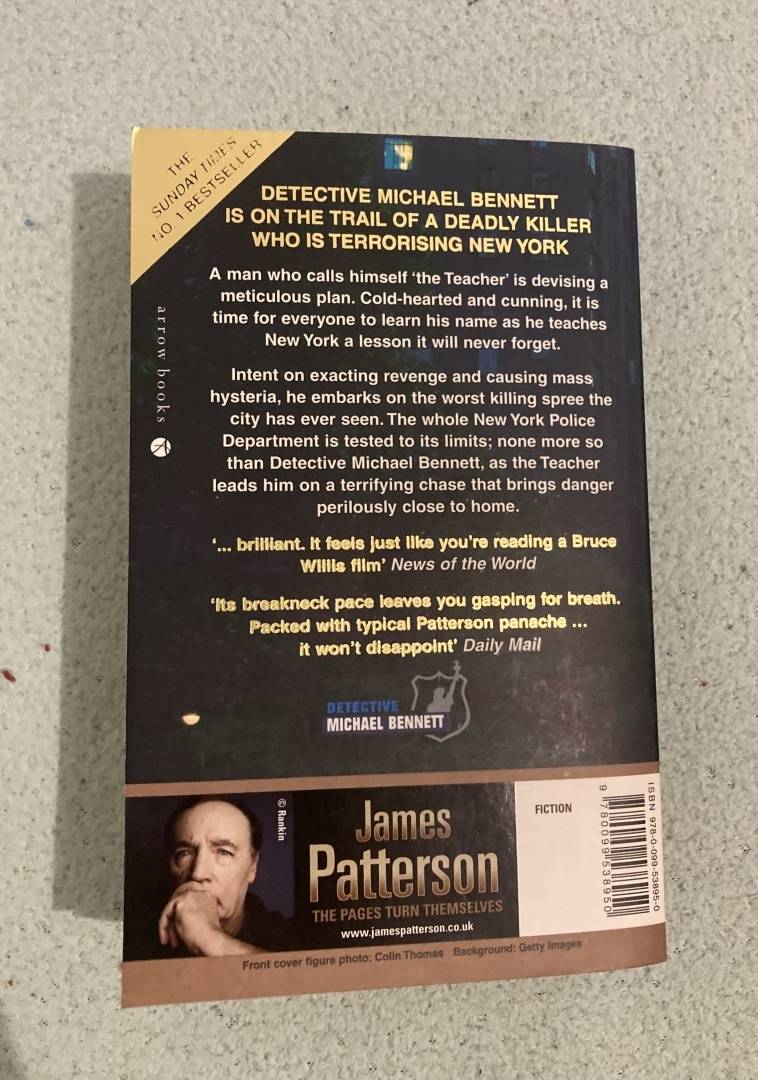 THE
SUNDAY TIMES
NO. 1 BESTSELLER
DETECTIVE MICHAEL BENNETT
IS ON THE TRAIL OF A DEADLY KILLER
WHO IS TERRORISING NEW YORK
A man who calls himself ‘the Teacher’ is devising a
meticulous plan. Cold-hearted and cunning, it is
time for everyone to learn his name as he teaches
New York a lesson it will never forget.
Intent on exacting revenge and causing mass
hysteria, he embarks on the worst killing spree the
city has ever seen. The whole New York Police
Department is tested to its limits; none more so
than Detective Michael Bennett, as the Teacher
leads him on a terrifying chase that brings danger
perilously close to home.
‘... brilliant. It feels just like you’re reading a Bruce
Willis film’ News of the World
‘Its breakneck pace leaves you gasping for breath.
Packed with typical Patterson panache ...
it won’t disappoint’ Daily Mail
arrow books
DETECTIVE
MICHAEL BENNETT
© Rankin
James
Patterson
THE PAGES TURN THEMSELVES
www.jamespatterson.co.uk
FICTION
ISBN 978-0-099-53895-0
9 780099 538950
Front cover figure photo: Colin Thomas Background: Getty Images